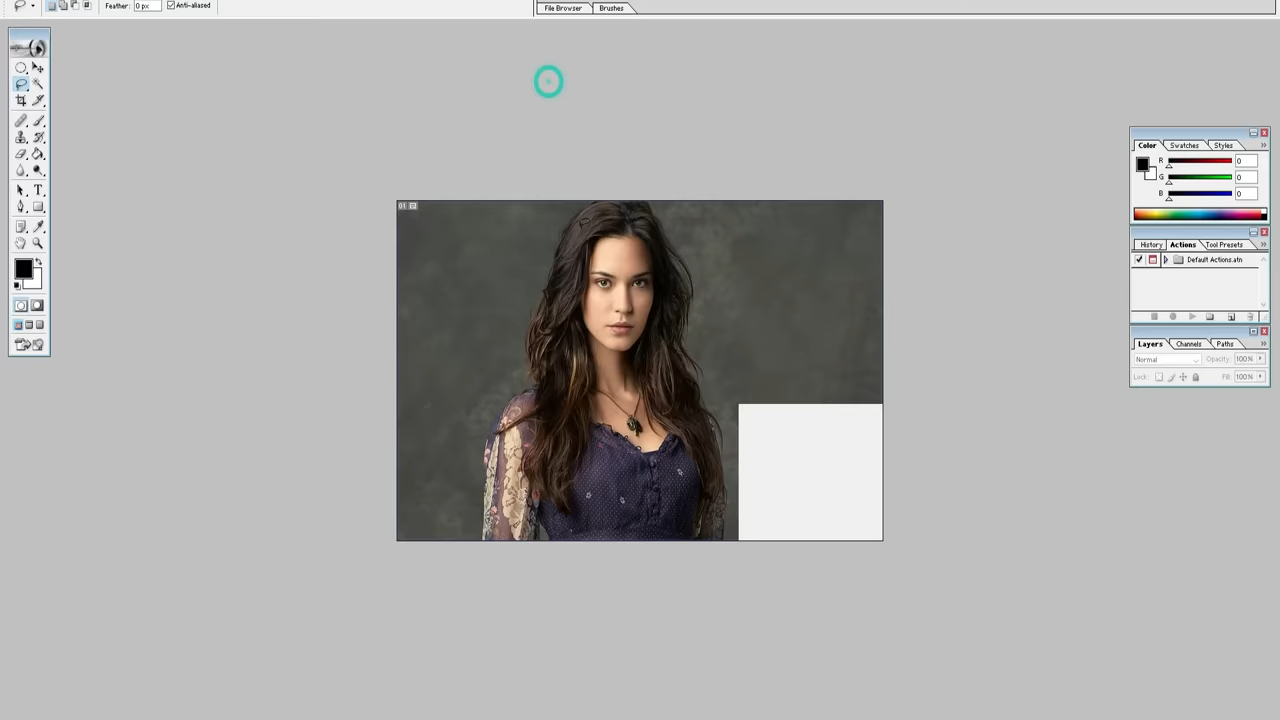 Feather: 0 px Anti-aliased
File Browser Brushes
01
Color Swatches Styles
R 0
G 0
B 0
History Actions Tool Presets
Default Actions.atn
Layers Channels Paths
Normal Opacity: 100%
Lock: Fill: 100%
T